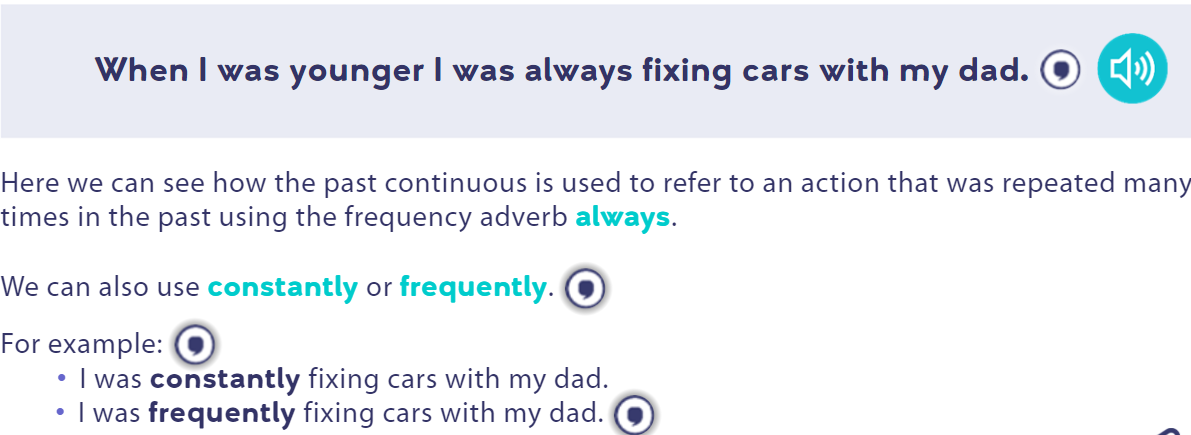 When I was younger I was always fixing cars with my dad.
Here we can see how the past continuous is used to refer to an action that was repeated many
times in the past using the frequency adverb always.
We can also use constantly or frequently.
For example:
• I was constantly fixing cars with my dad.
• I was frequently fixing cars with my dad.